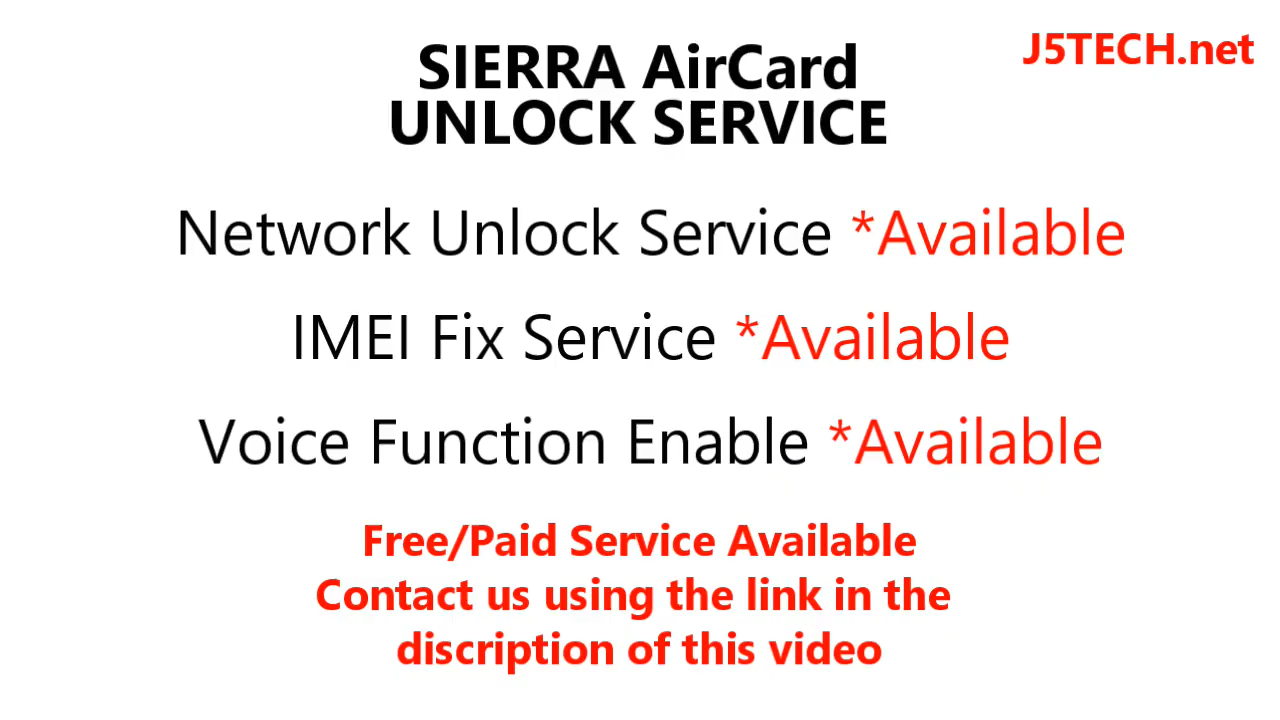 J5TECH.net
SIERRA AirCard
UNLOCK SERVICE
Network Unlock Service *Available
IMEI Fix Service *Available
Voice Function Enable *Available
Free/Paid Service Available
Contact us using the link in the
discription of this video